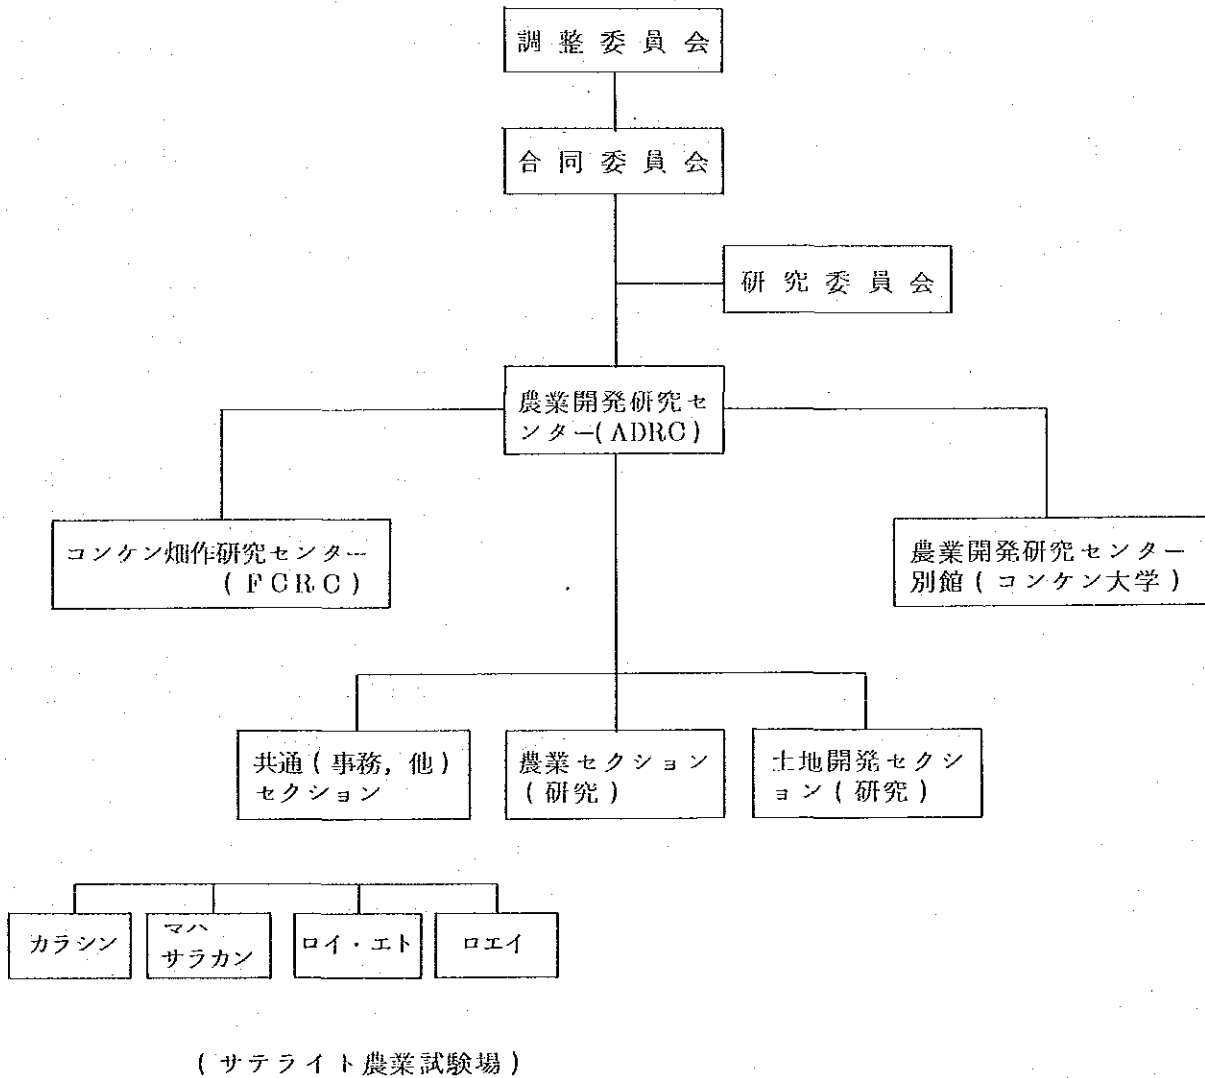 調整委員会
合同委員会
研究委員会
農業開発研究セ
ンター(ADRC)
コンケン畑作研究センター
(FCRC)
農業開発研究センター
別館(コンケン大学)
共通(事務,他)
セクション
農業セクション
(研究)
土地開発セクシ
ョン(研究)
カラシン
マハ
サラカン
ロイ・エト
ロエイ
(サテライト農業試験場)